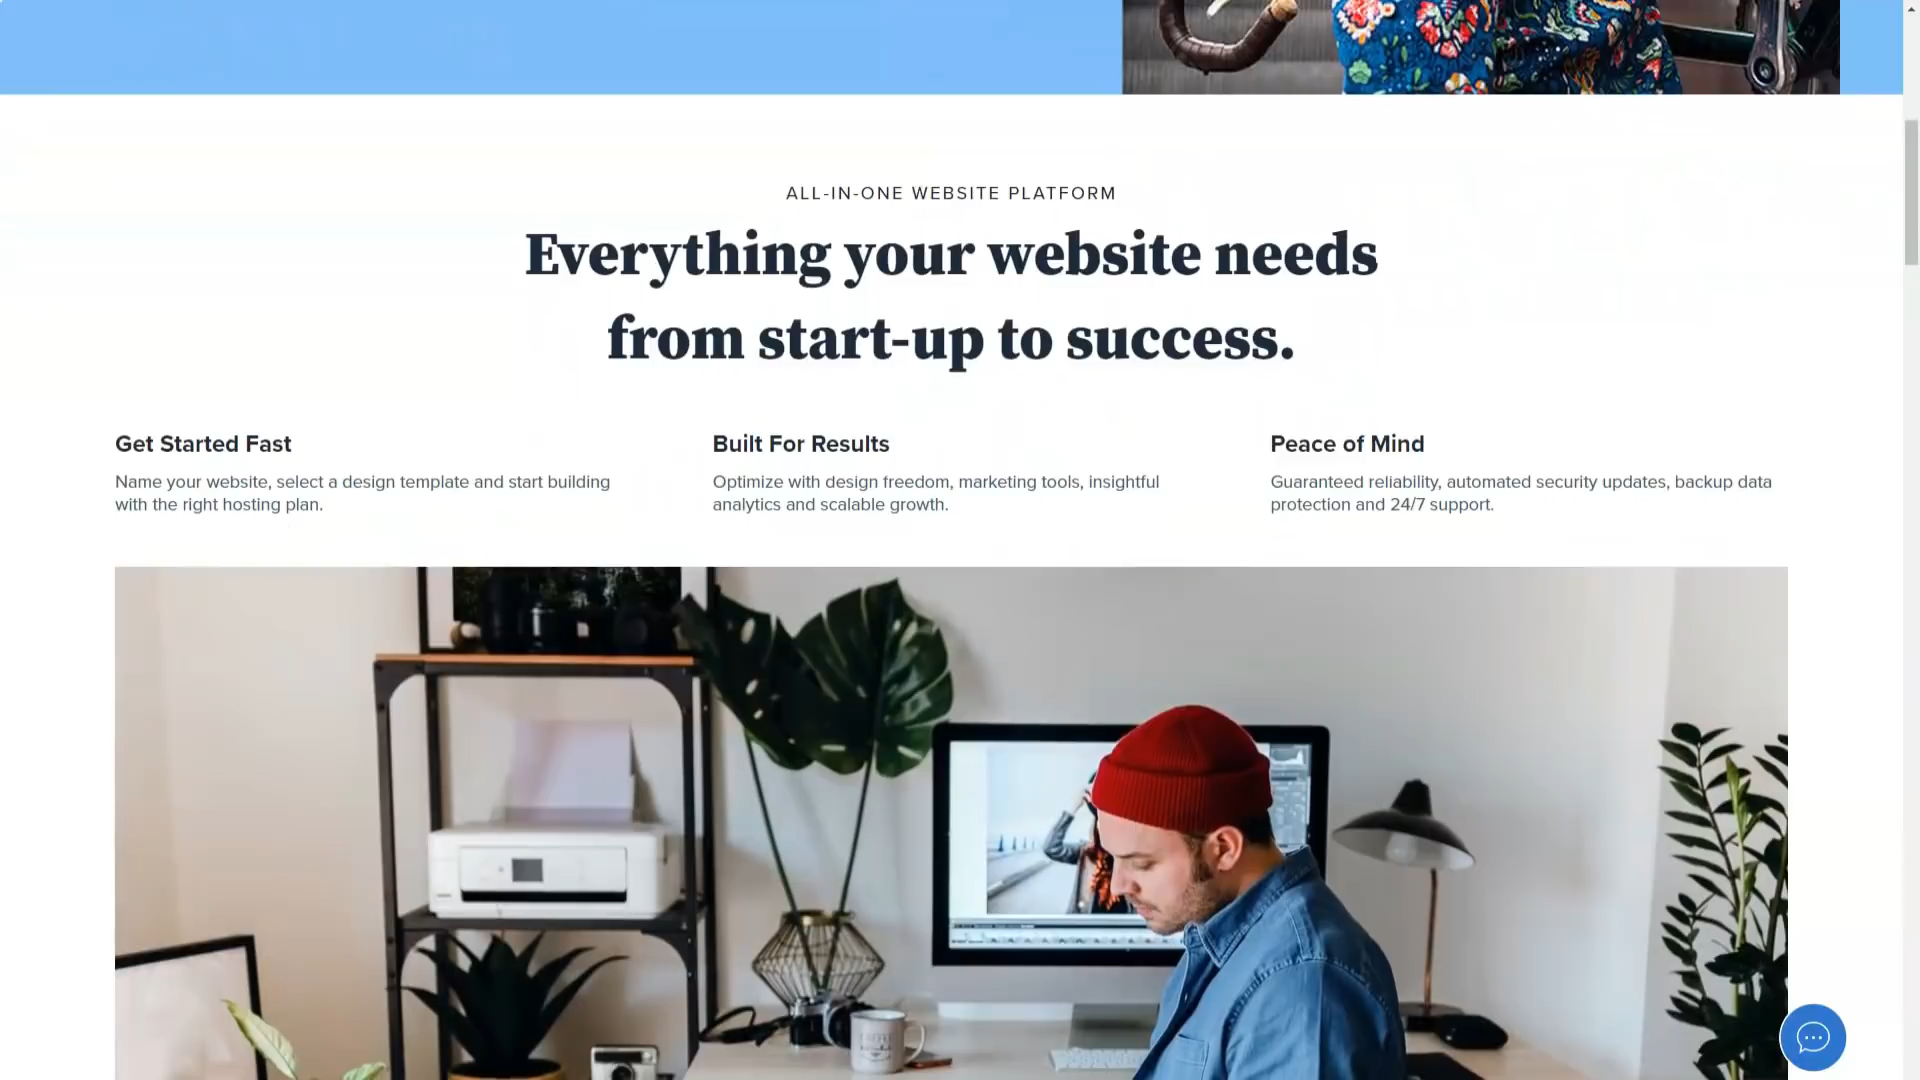 ALL-IN-ONE WEBSITE PLATFORM
Everything your website needs
from start-up to success.
Get Started Fast
Name your website, select a design template and start building
with the right hosting plan.
Built For Results
Optimize with design freedom, marketing tools, insightful
analytics and scalable growth.
Peace of Mind
Guaranteed reliability, automated security updates, backup data
protection and 24/7 support.